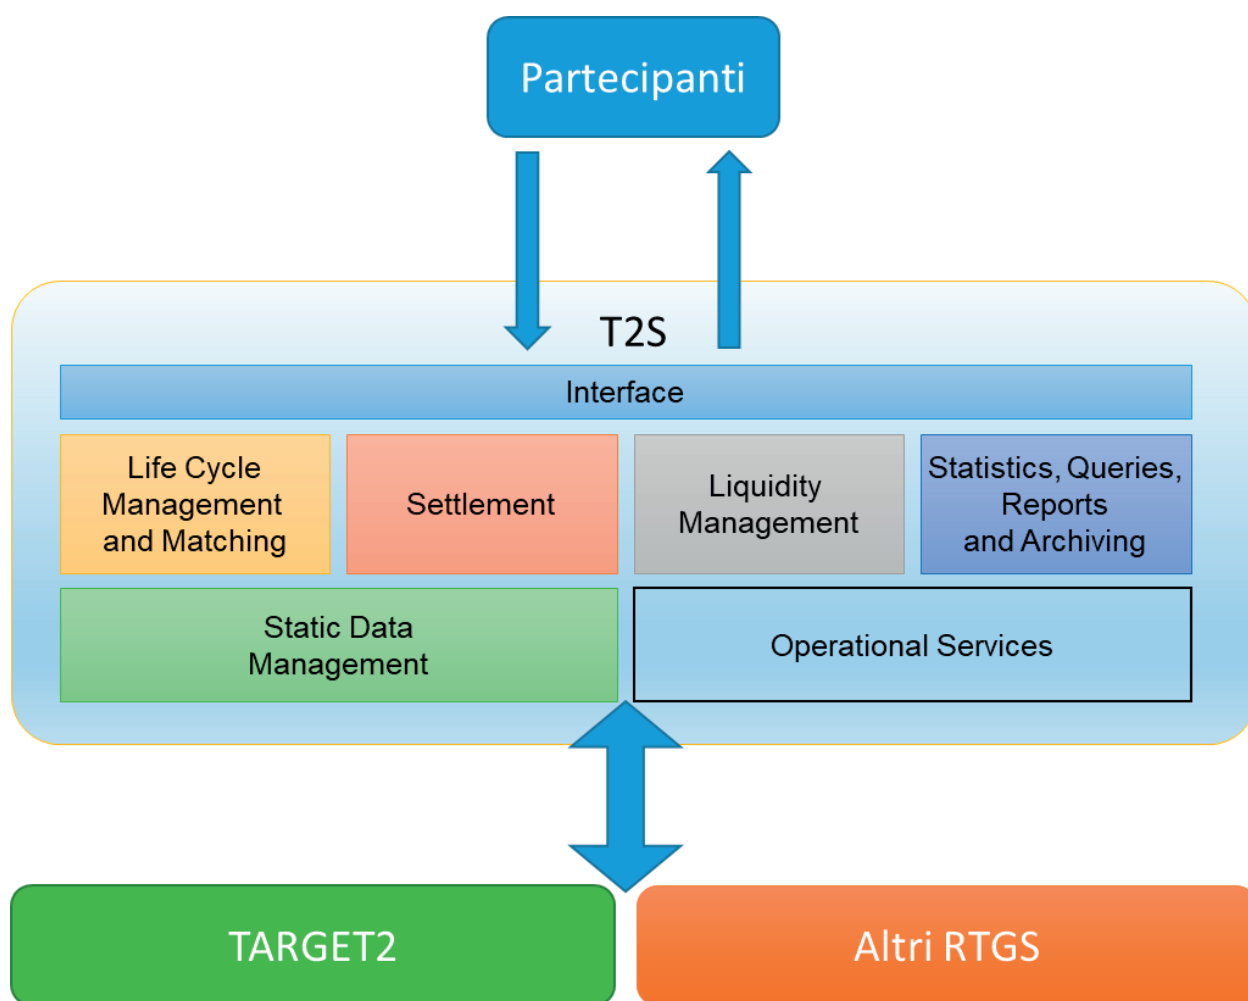 Partecipanti
T2S
Interface
Life Cycle
Management
and Matching
Settlement
Liquidity
Management
Statistics, Queries,
Reports
and Archiving
Static Data
Management
Operational Services
TARGET2
Altri RTGS